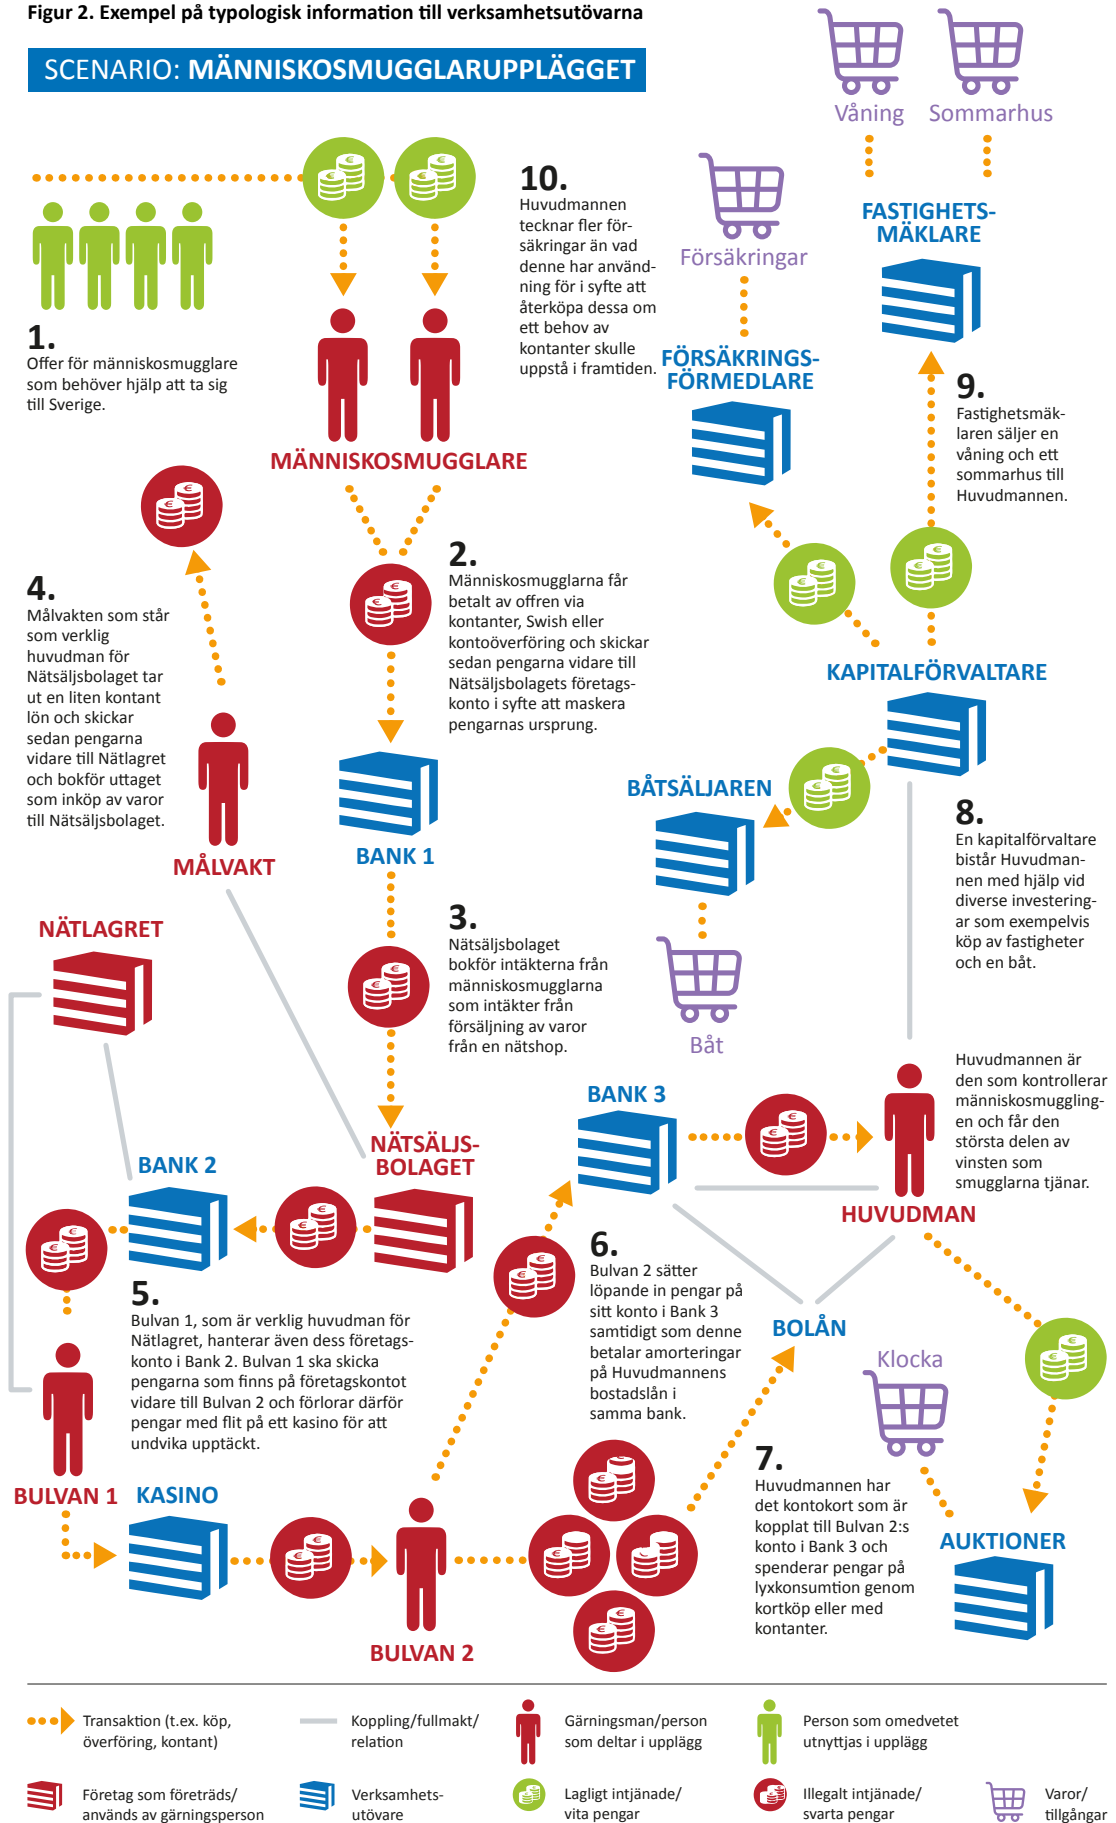 Figur 2. Exempel på typologisk information till verksamhetsutövarna
SCENARIO: MÄNNISKOSMUGGLARUPPLÄGGET
Våning
Sommarhus
1.
Offer för människosmugglare
som behöver hjälp att ta sig
till Sverige.
MÄNNISKOSMUGGLARE
10.
Huvudmannen
tecknar fler för-
säkringar än vad
denne har använd-
ning för i syfte att
återköpa dessa om
ett behov av
kontanter skulle
uppstå i framtiden.
Försäkringar
FÖRSÄKRINGS-
FÖRMEDLARE
FASTIGHETS-
MÄKLARE
9.
Fastighetsmäk-
laren säljer en
våning och ett
sommarhus till
Huvudmannen.
2.
Människosmugglarna får
betalt av offren via
kontanter, Swish eller
kontoöverföring och skickar
sedan pengarna vidare till
Nätsäljsbolagets företags-
konto i syfte att maskera
pengarnas ursprung.
4.
Målvakten som står
som verklig
huvudman för
Nätsäljsbolaget tar
ut en liten kontant
lön och skickar
sedan pengarna
vidare till Nätlagret
och bokför uttaget
som inköp av varor
till Nätsäljsbolaget.
MÅLVAKT
BANK 1
KAPITALFÖRVALTARE
BÅTSÄLJAREN
Båt
8.
En kapitalförvaltare
bistår Huvudman-
nen med hjälp vid
diverse investering-
ar som exempelvis
köp av fastigheter
och en båt.
3.
Nätsäljsbolaget
bokför intäkterna från
människosmugglarna
som intäkter från
försäljning av varor
från en nätshop.
NÄTLAGRET
NÄTSÄLJS-
BOLAGET
BANK 2
BANK 3
Huvudmannen är
den som kontrollerar
människosmuggling-
en och får den
största delen av
vinsten som
smugglarna tjänar.
HUVUDMAN
5.
Bulvan 1, som är verklig huvudman för
Nätlagret, hanterar även dess företags-
konto i Bank 2. Bulvan 1 ska skicka
pengarna som finns på företagskontot
vidare till Bulvan 2 och förlorar därför
pengar med flit på ett kasino för att
undvika upptäckt.
6.
Bulvan 2 sätter
löpande in pengar på
sitt konto i Bank 3
samtidigt som denne
betalar amorteringar
på Huvudmannens
bostadslån i
samma bank.
BOLÅN
Klocka
BULVAN 1
KASINO
BULVAN 2
7.
Huvudmannen har
det kontokort som är
kopplat till Bulvan 2:s
konto i Bank 3 och
spenderar pengar på
lyxkonsumtion genom
kortköp eller med
kontanter.
AUKTIONER
Transaktion (t.ex. köp,
överföring, kontant)
Koppling/fullmakt/
relation
Gärningsman/person
som deltar i upplägg
Person som omedvetet
utnyttjas i upplägg
Företag som företräds/
används av gärningsperson
Verksamhets-
utövare
Lagligt intjänade/
vita pengar
Illegalt intjänade/
svarta pengar
Varor/
tillgångar